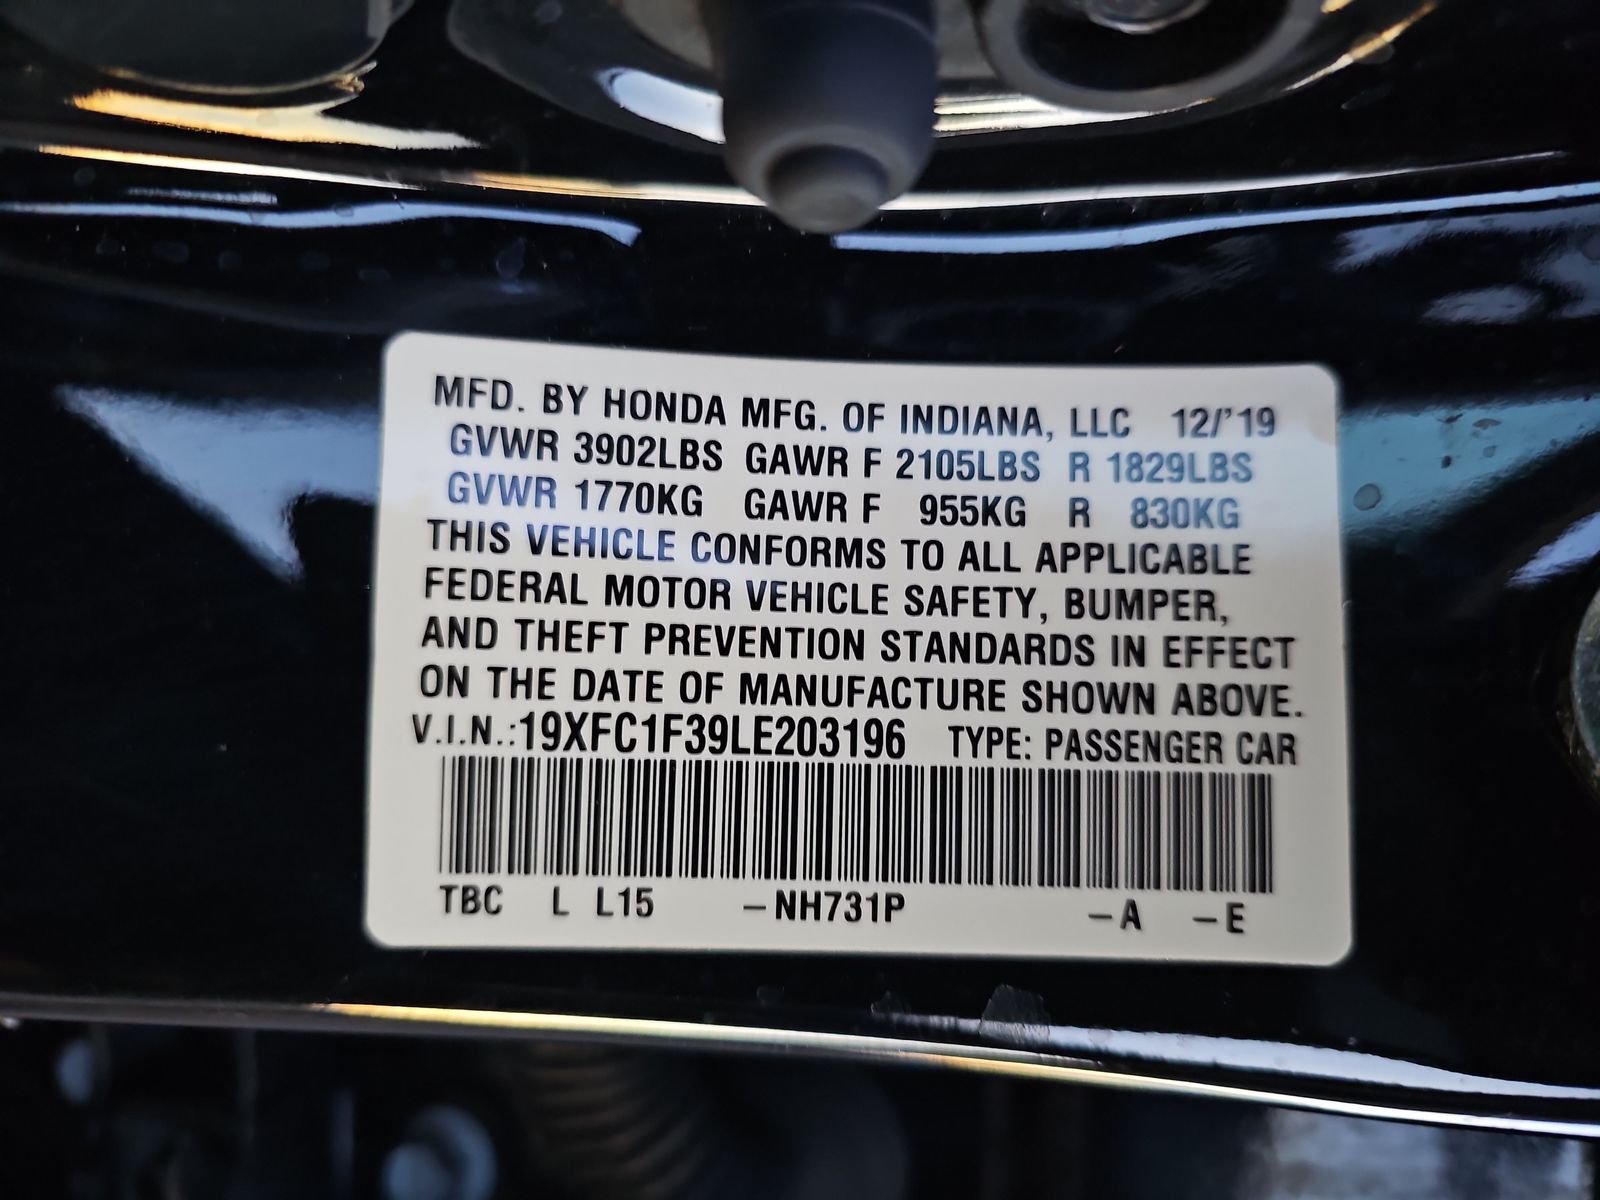 MFD. BY HONDA MFG. OF INDIANA, LLC 12/'19
GVWR 3902LBS GAWR F 2105LBS R 1829LBS
GVWR 1770KG GAWR F 955KG R 830KG
THIS VEHICLE CONFORMS TO ALL APPLICABLE
FEDERAL MOTOR VEHICLE SAFETY, BUMPER,
AND THEFT PREVENTION STANDARDS IN EFFECT
ON THE DATE OF MANUFACTURE SHOWN ABOVE.
V.I.N.:19XFC1F39LE203196 TYPE: PASSENGER CAR
TBC L L15 –NH731P –A –E